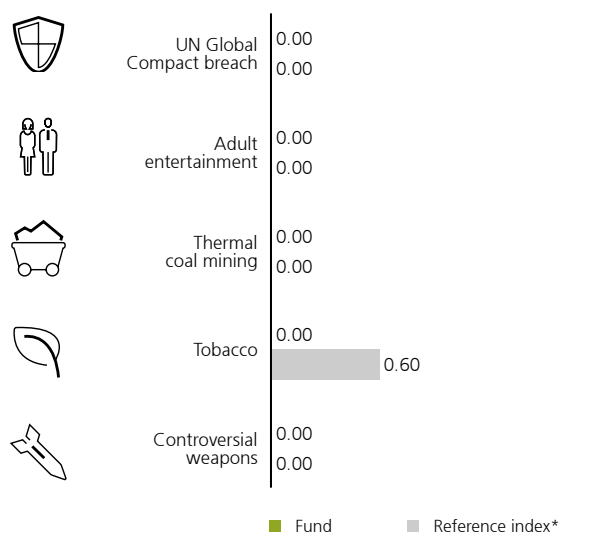 UN Global
Compact breach
0.00
0.00
Adult
entertainment
0.00
0.00
Thermal
coal mining
0.00
0.00
Tobacco
0.00
0.60
Controversial
weapons
0.00
0.00
Fund
Reference index*